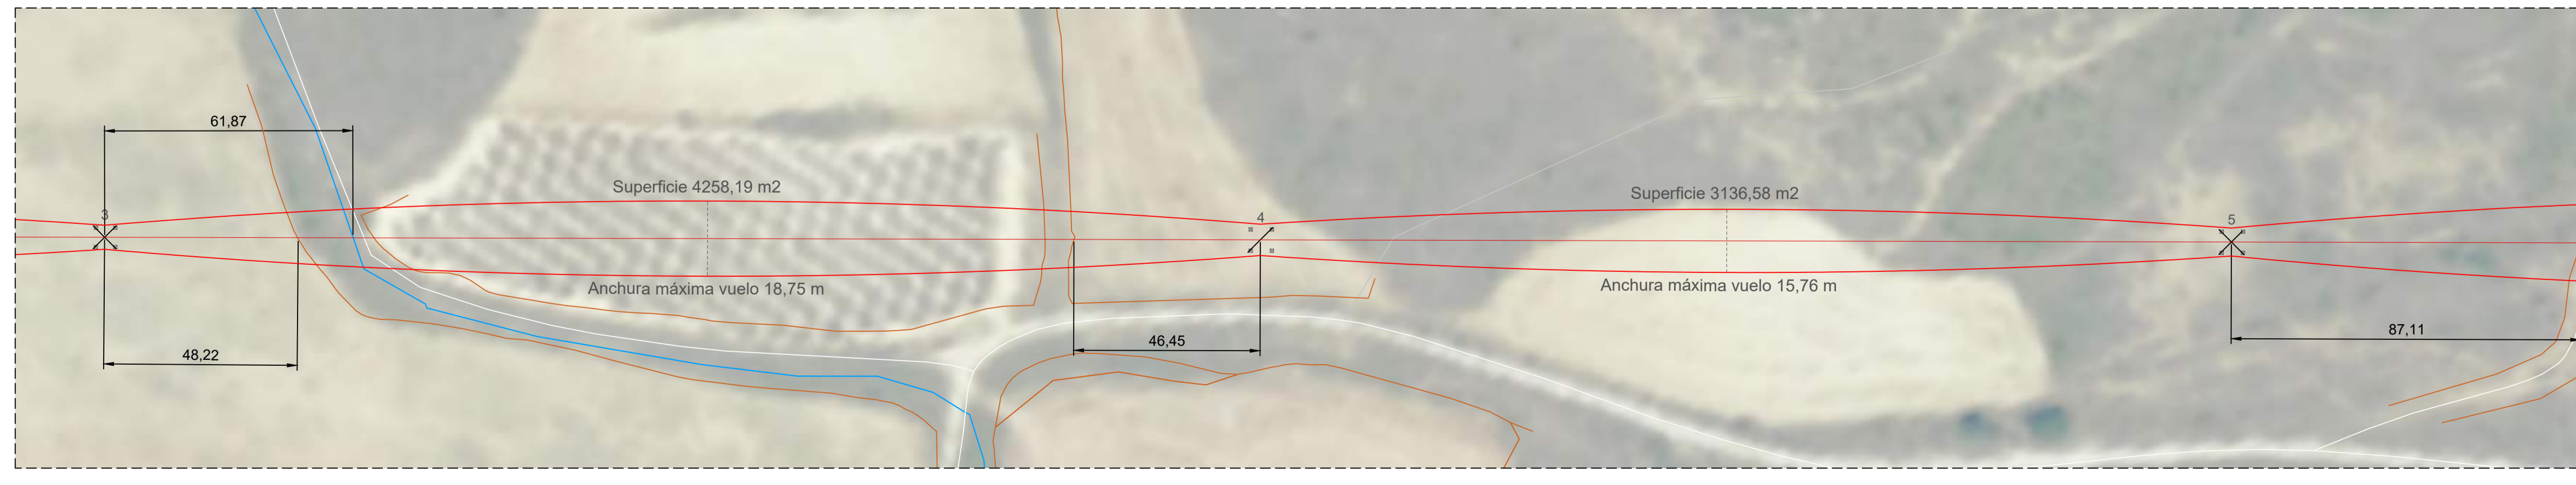 61,87
Superficie 4258,19 m2
Superficie 3136,58 m2
3
4
5
Anchura máxima vuelo 18,75 m
Anchura máxima vuelo 15,76 m
48,22
46,45
87,11